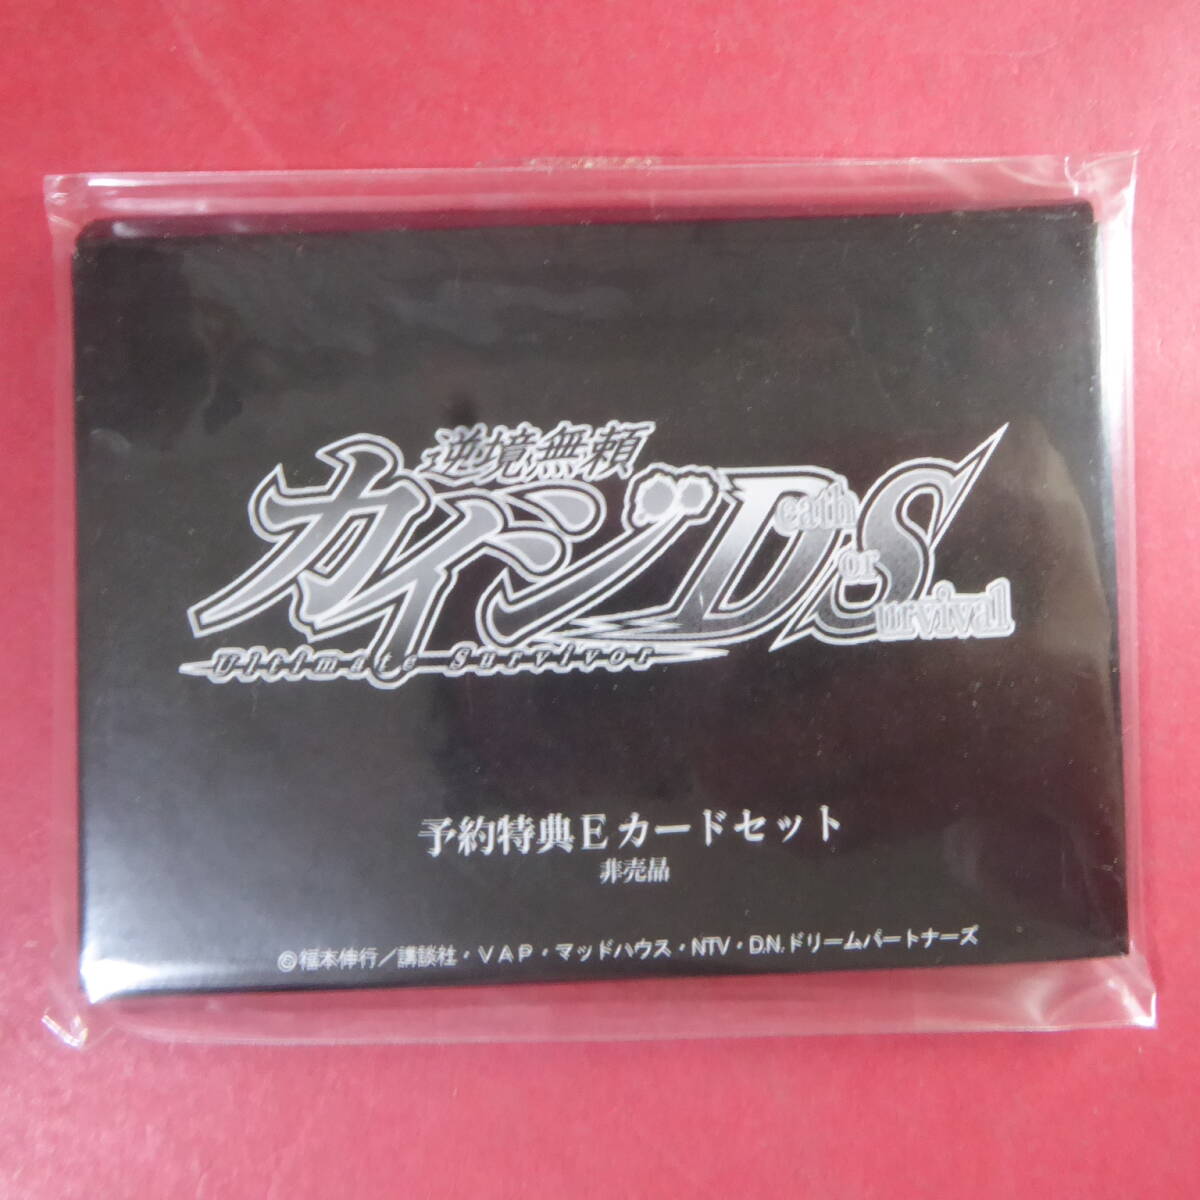 逆境無頼
カイジ Death or Survival
Ultimate Survivor
予約特典Eカードセット
非売品
©福本伸行／講談社・VAP・マッドハウス・NTV・D.N.ドリームパートナーズ